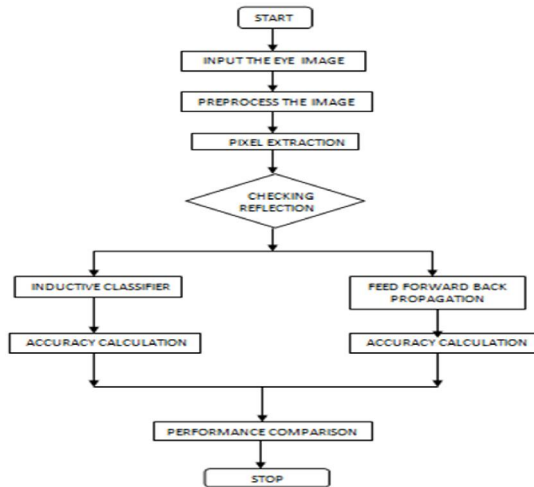 START
INPUT THE EYE IMAGE
PREPROCESS THE IMAGE
PIXEL EXTRACTION
CHECKING
REFLECTION
INDUCTIVE CLASSIFIER
FEED FORWARD BACK
PROPAGATION
ACCURACY CALCULATION
ACCURACY CALCULATION
PERFORMANCE COMPARISON
STOP